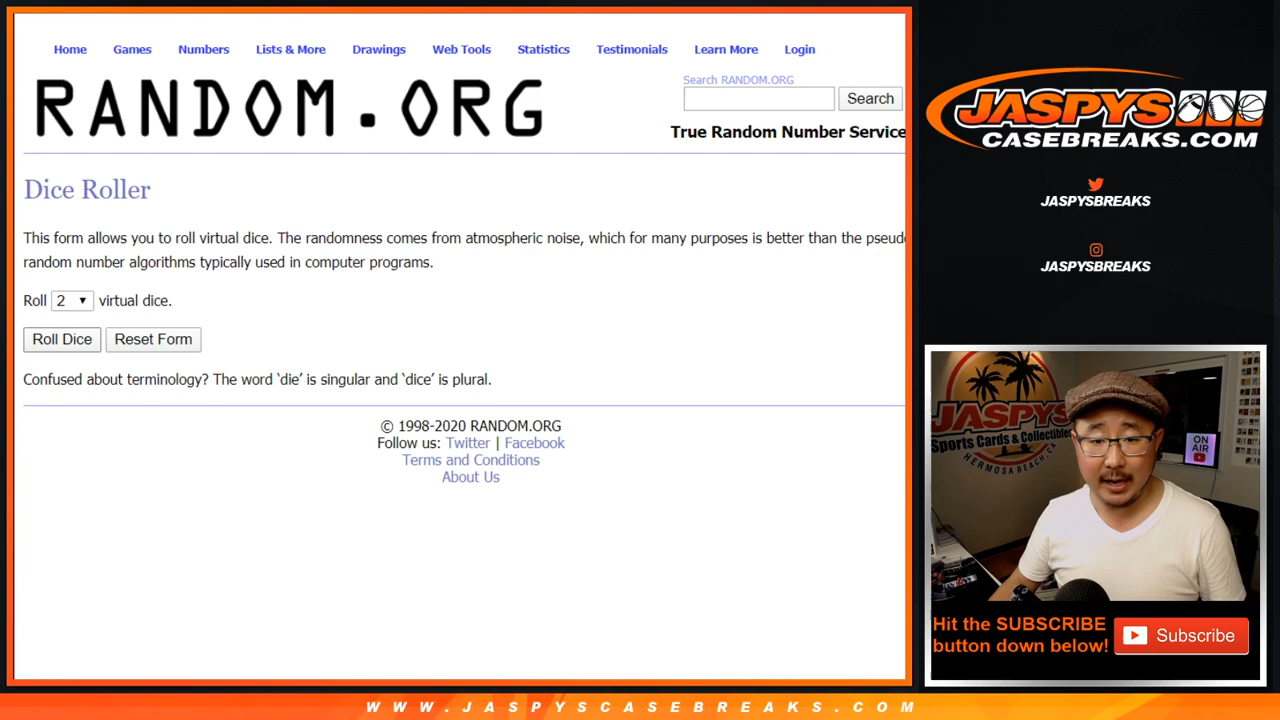 Home Games Numbers Lists & More Drawings Web Tools Statistics Testimonials Learn More Login
RANDOM.ORG
Search RANDOM.ORG
Search
True Random Number Service
Dice Roller
This form allows you to roll virtual dice. The randomness comes from atmospheric noise, which for many purposes is better than the pseudo
random number algorithms typically used in computer programs.
Roll 2 ▼ virtual dice.
Roll Dice Reset Form
Confused about terminology? The word ‘die’ is singular and ‘dice’ is plural.
© 1998-2020 RANDOM.ORG
Follow us: Twitter | Facebook
Terms and Conditions
About Us
JASPYS
CASEBREAKS.COM
JASPYSBREAKS
JASPYSBREAKS
JASPYS
Sports Cards & Collectibles
HERMOSA BEACH, CA
ON
AIR
Hit the SUBSCRIBE
button down below!
Subscribe
WWW.JASPYSCASEBREAKS.COM